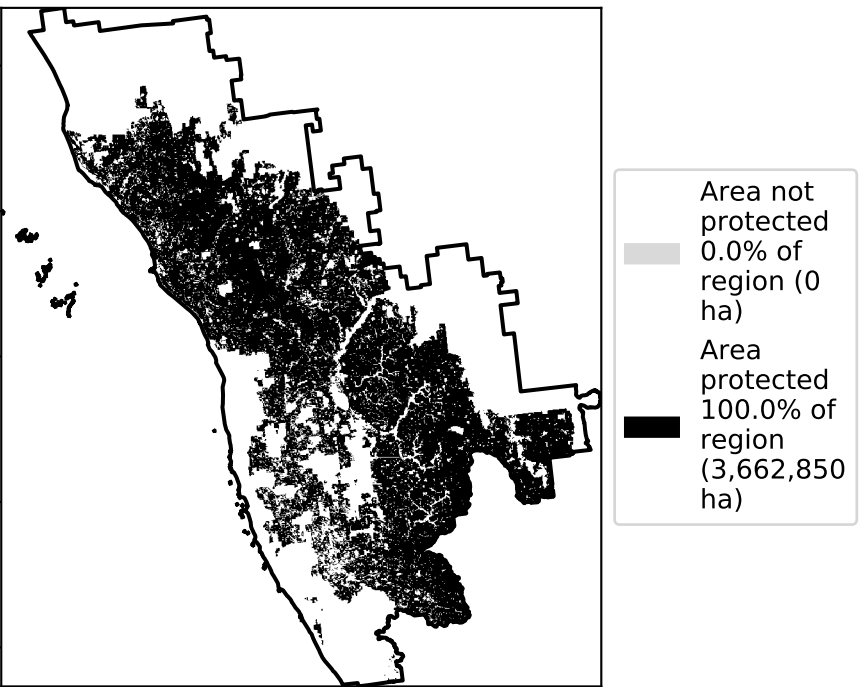 Area not
protected
0.0% of
region (0
ha)
Area
protected
100.0% of
region
(3,662,850
ha)